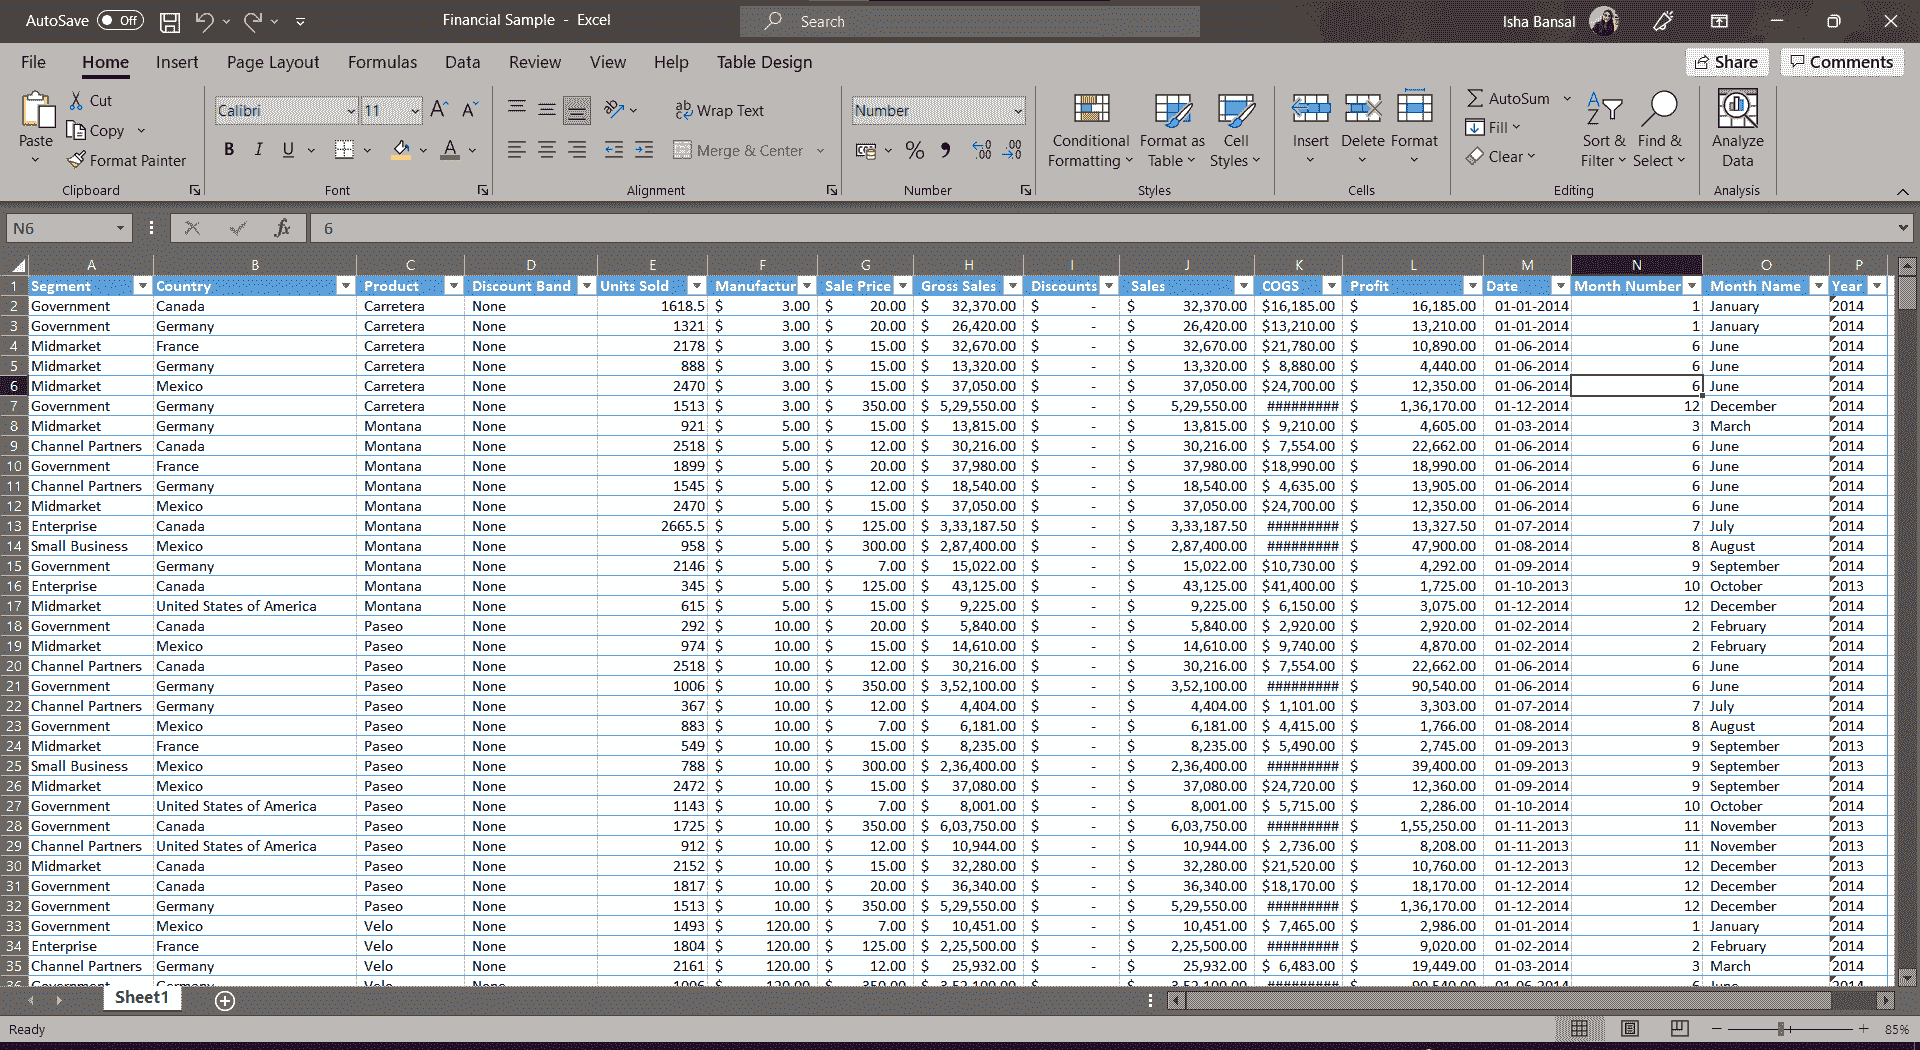 AutoSave Off Financial Sample - Excel Search Isha Bansal
File Home Insert Page Layout Formulas Data Review View Help Table Design Share Comments
Paste
Cut
Copy
Format Painter
Clipboard
Calibri 11 A A
B I U A
Font
ab Wrap Text
Merge & Center
Alignment
Number
% 9 .00 .00
Number
Conditional Formatting
Format as Table
Cell Styles
Styles
Insert Delete Format
Cells
AutoSum
Fill
Clear
Sort & Filter
Find & Select
Editing
Analyze Data
Analysis
N6 fx 6
A B C D E F G H I J K L M N O P
1 Segment Country Product Discount Band Units Sold Manufactur Sale Price Gross Sales Discounts Sales COGS Profit Date Month Number Month Name Year
2 Government Canada Carretera None 1618.5 $ 3.00 $ 20.00 $ 32,370.00 $ - $ 32,370.00 $16,185.00 $ 16,185.00 01-01-2014 1 January 2014
3 Government Germany Carretera None 1321 $ 3.00 $ 20.00 $ 26,420.00 $ - $ 26,420.00 $13,210.00 $ 13,210.00 01-01-2014 1 January 2014
4 Midmarket France Carretera None 2178 $ 3.00 $ 15.00 $ 32,670.00 $ - $ 32,670.00 $21,780.00 $ 10,890.00 01-06-2014 6 June 2014
5 Midmarket Germany Carretera None 888 $ 3.00 $ 15.00 $ 13,320.00 $ - $ 13,320.00 $ 8,880.00 $ 4,440.00 01-06-2014 6 June 2014
6 Midmarket Mexico Carretera None 2470 $ 3.00 $ 15.00 $ 37,050.00 $ - $ 37,050.00 $24,700.00 $ 12,350.00 01-06-2014 6 June 2014
7 Government Germany Carretera None 1513 $ 3.00 $ 350.00 $ 5,29,550.00 $ - $ 5,29,550.00 ######### $ 1,36,170.00 01-12-2014 12 December 2014
8 Midmarket Germany Montana None 921 $ 5.00 $ 15.00 $ 13,815.00 $ - $ 13,815.00 $ 9,210.00 $ 4,605.00 01-03-2014 3 March 2014
9 Channel Partners Canada Montana None 2518 $ 5.00 $ 12.00 $ 30,216.00 $ - $ 30,216.00 $ 7,554.00 $ 22,662.00 01-06-2014 6 June 2014
10 Government France Montana None 1899 $ 5.00 $ 20.00 $ 37,980.00 $ - $ 37,980.00 $18,990.00 $ 18,990.00 01-06-2014 6 June 2014
11 Channel Partners Germany Montana None 1545 $ 5.00 $ 12.00 $ 18,540.00 $ - $ 18,540.00 $ 4,635.00 $ 13,905.00 01-06-2014 6 June 2014
12 Midmarket Mexico Montana None 2470 $ 5.00 $ 15.00 $ 37,050.00 $ - $ 37,050.00 $24,700.00 $ 12,350.00 01-06-2014 6 June 2014
13 Enterprise Canada Montana None 2665.5 $ 5.00 $ 125.00 $ 3,33,187.50 $ - $ 3,33,187.50 ######### $ 13,327.50 01-07-2014 7 July 2014
14 Small Business Mexico Montana None 958 $ 5.00 $ 300.00 $ 2,87,400.00 $ - $ 2,87,400.00 ######### $ 47,900.00 01-08-2014 8 August 2014
15 Government Germany Montana None 2146 $ 5.00 $ 7.00 $ 15,022.00 $ - $ 15,022.00 $10,730.00 $ 4,292.00 01-09-2014 9 September 2014
16 Enterprise Canada Montana None 345 $ 5.00 $ 125.00 $ 43,125.00 $ - $ 43,125.00 $41,400.00 $ 1,725.00 01-10-2013 10 October 2013
17 Midmarket United States of America Montana None 615 $ 5.00 $ 15.00 $ 9,225.00 $ - $ 9,225.00 $ 6,150.00 $ 3,075.00 01-12-2014 12 December 2014
18 Government Canada Paseo None 292 $ 10.00 $ 20.00 $ 5,840.00 $ - $ 5,840.00 $ 2,920.00 $ 2,920.00 01-02-2014 2 February 2014
19 Midmarket Mexico Paseo None 974 $ 10.00 $ 15.00 $ 14,610.00 $ - $ 14,610.00 $ 9,740.00 $ 4,870.00 01-02-2014 2 February 2014
20 Channel Partners Canada Paseo None 2518 $ 10.00 $ 12.00 $ 30,216.00 $ - $ 30,216.00 $ 7,554.00 $ 22,662.00 01-06-2014 6 June 2014
21 Government Germany Paseo None 1006 $ 10.00 $ 350.00 $ 3,52,100.00 $ - $ 3,52,100.00 ######### $ 90,540.00 01-06-2014 6 June 2014
22 Channel Partners Germany Paseo None 367 $ 10.00 $ 12.00 $ 4,404.00 $ - $ 4,404.00 $ 1,101.00 $ 3,303.00 01-07-2014 7 July 2014
23 Government Mexico Paseo None 883 $ 10.00 $ 7.00 $ 6,181.00 $ - $ 6,181.00 $ 4,415.00 $ 1,766.00 01-08-2014 8 August 2014
24 Midmarket France Paseo None 549 $ 10.00 $ 15.00 $ 8,235.00 $ - $ 8,235.00 $ 5,490.00 $ 2,745.00 01-09-2013 9 September 2013
25 Small Business Mexico Paseo None 788 $ 10.00 $ 300.00 $ 2,36,400.00 $ - $ 2,36,400.00 ######### $ 39,400.00 01-09-2013 9 September 2013
26 Midmarket Mexico Paseo None 2472 $ 10.00 $ 15.00 $ 37,080.00 $ - $ 37,080.00 $24,720.00 $ 12,360.00 01-09-2014 9 September 2014
27 Government United States of America Paseo None 1143 $ 10.00 $ 7.00 $ 8,001.00 $ - $ 8,001.00 $ 5,715.00 $ 2,286.00 01-10-2014 10 October 2014
28 Government Canada Paseo None 1725 $ 10.00 $ 350.00 $ 6,03,750.00 $ - $ 6,03,750.00 ######### $ 1,55,250.00 01-11-2013 11 November 2013
29 Channel Partners United States of America Paseo None 912 $ 10.00 $ 12.00 $ 10,944.00 $ - $ 10,944.00 $ 2,736.00 $ 8,208.00 01-11-2013 11 November 2013
30 Midmarket Canada Paseo None 2152 $ 10.00 $ 15.00 $ 32,280.00 $ - $ 32,280.00 $21,520.00 $ 10,760.00 01-12-2013 12 December 2013
31 Government Canada Paseo None 1817 $ 10.00 $ 20.00 $ 36,340.00 $ - $ 36,340.00 $18,170.00 $ 18,170.00 01-12-2014 12 December 2014
32 Government Germany Paseo None 1513 $ 10.00 $ 350.00 $ 5,29,550.00 $ - $ 5,29,550.00 ######### $ 1,36,170.00 01-12-2014 12 December 2014
33 Government Mexico Velo None 1493 $ 120.00 $ 7.00 $ 10,451.00 $ - $ 10,451.00 $ 7,465.00 $ 2,986.00 01-01-2014 1 January 2014
34 Enterprise France Velo None 1804 $ 120.00 $ 125.00 $ 2,25,500.00 $ - $ 2,25,500.00 ######### $ 9,020.00 01-02-2014 2 February 2014
35 Channel Partners Germany Velo None 2161 $ 120.00 $ 12.00 $ 25,932.00 $ - $ 25,932.00 $ 6,483.00 $ 19,449.00 01-03-2014 3 March 2014
Sheet1
Ready 85%